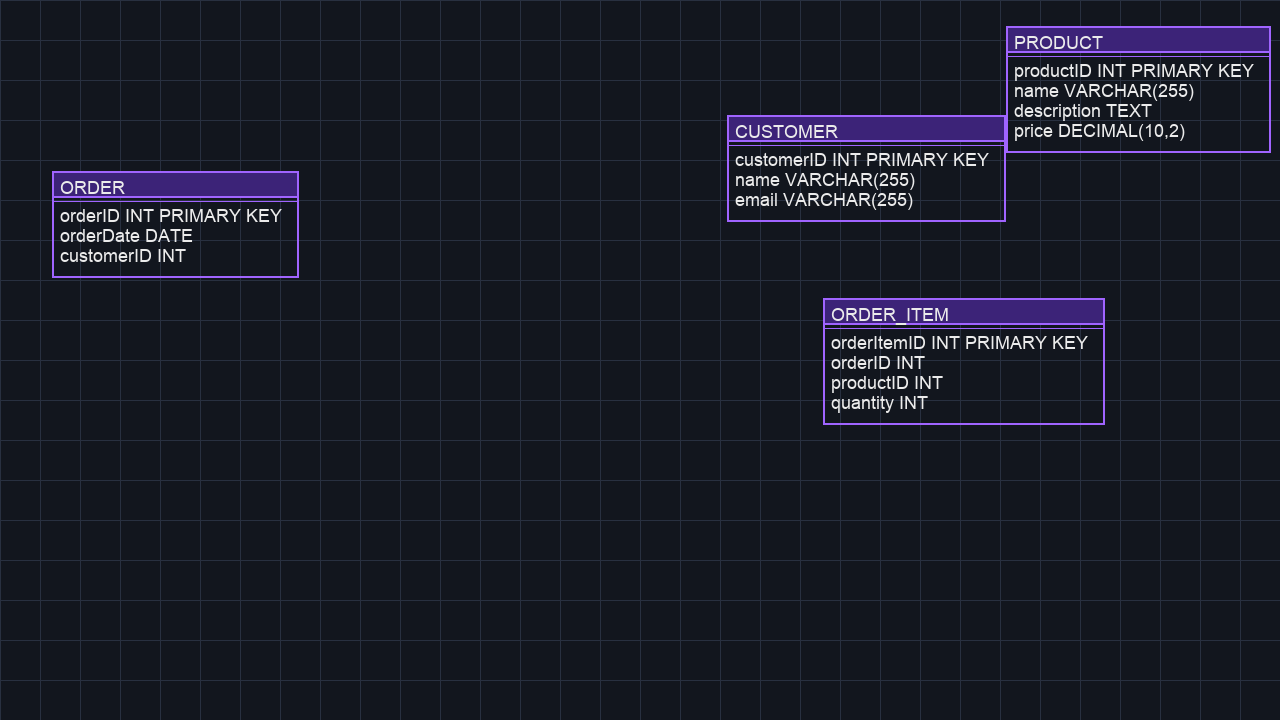 PRODUCT
productID INT PRIMARY KEY
name VARCHAR(255)
description TEXT
price DECIMAL(10,2)
CUSTOMER
customerID INT PRIMARY KEY
name VARCHAR(255)
email VARCHAR(255)
ORDER
orderID INT PRIMARY KEY
orderDate DATE
customerID INT
ORDER_ITEM
orderItemID INT PRIMARY KEY
orderID INT
productID INT
quantity INT